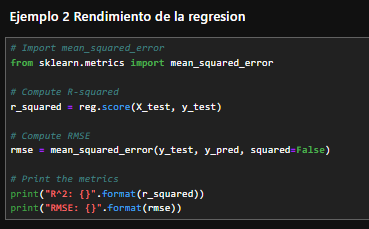 Ejemplo 2 Rendimiento de la regresion
# Import mean_squared_error
from sklearn.metrics import mean_squared_error
# Compute R-squared
r_squared = reg.score(X_test, y_test)
# Compute RMSE
rmse = mean_squared_error(y_test, y_pred, squared=False)
# Print the metrics
print("R^2: {}".format(r_squared))
print("RMSE: {}".format(rmse))